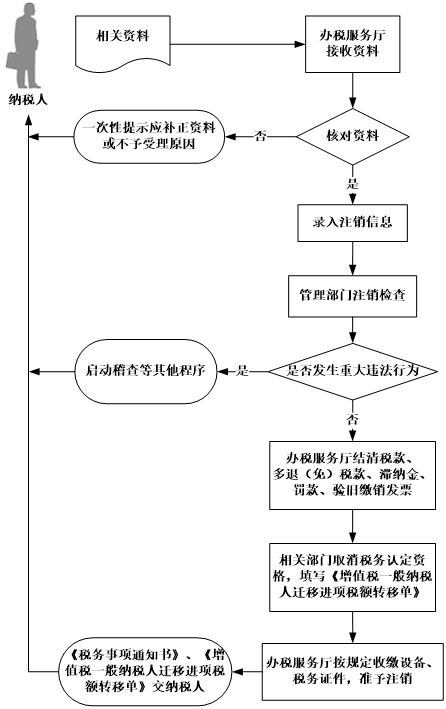 相关资料
办税服务厅
接收资料
纳税人
一次性提示应补正资料
或不予受理原因
否
核对资料
是
录入注销信息
管理部门注销检查
启动稽查等其他程序
是
是否发生重大违法行为
否
办税服务厅结清税款、
多退（免）税款、滞纳金、
罚款、验旧缴销发票
相关部门取消税务认定资
格，填写《增值税一般纳税
人迁移进项税额转移单》
《税务事项通知书》、《增
值税一般纳税人迁移进项税
额转移单》交纳税人
办税服务厅按规定收缴设备、
税务证件，准予注销